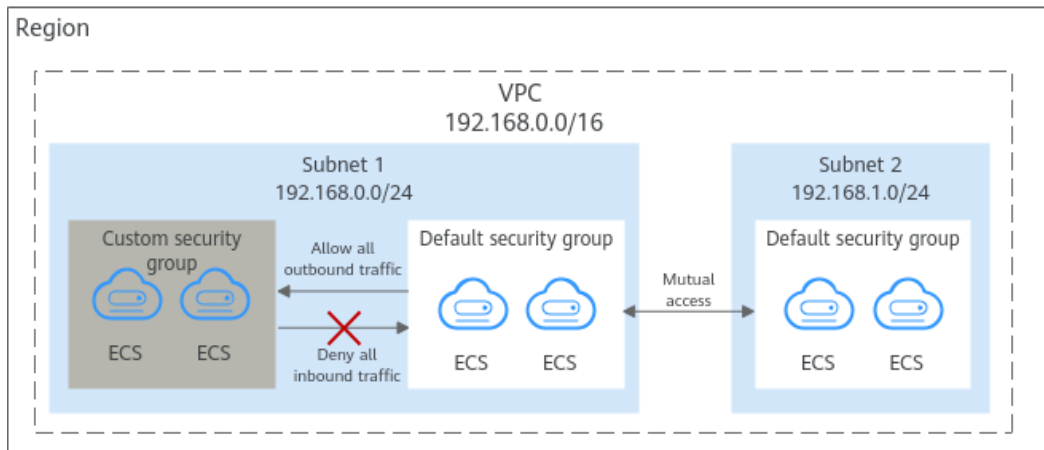 Region
VPC
192.168.0.0/16
Subnet 1
192.168.0.0/24
Custom security
group
ECS
ECS
Allow all
outbound traffic
Deny all
inbound traffic
Default security group
ECS
ECS
Mutual
access
Subnet 2
192.168.1.0/24
Default security group
ECS
ECS